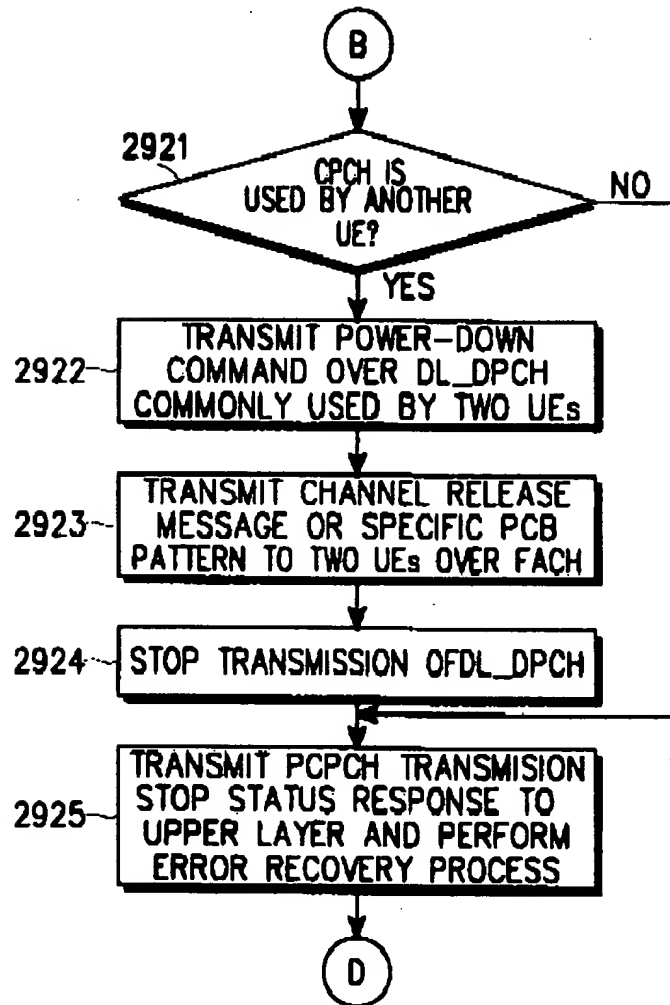 B
2921
CPCH IS
USED BY ANOTHER
UE?
NO
YES
2922
TRANSMIT POWER-DOWN
COMMAND OVER DL_DPCH
COMMONLY USED BY TWO UEs
2923
TRANSMIT CHANNEL RELEASE
MESSAGE OR SPECIFIC PCB
PATTERN TO TWO UEs OVER FACH
2924
STOP TRANSMISSION OFDL_DPCH
2925
TRANSMIT PCPCH TRANSMISION
STOP STATUS RESPONSE TO
UPPER LAYER AND PERFORM
ERROR RECOVERY PROCESS
D